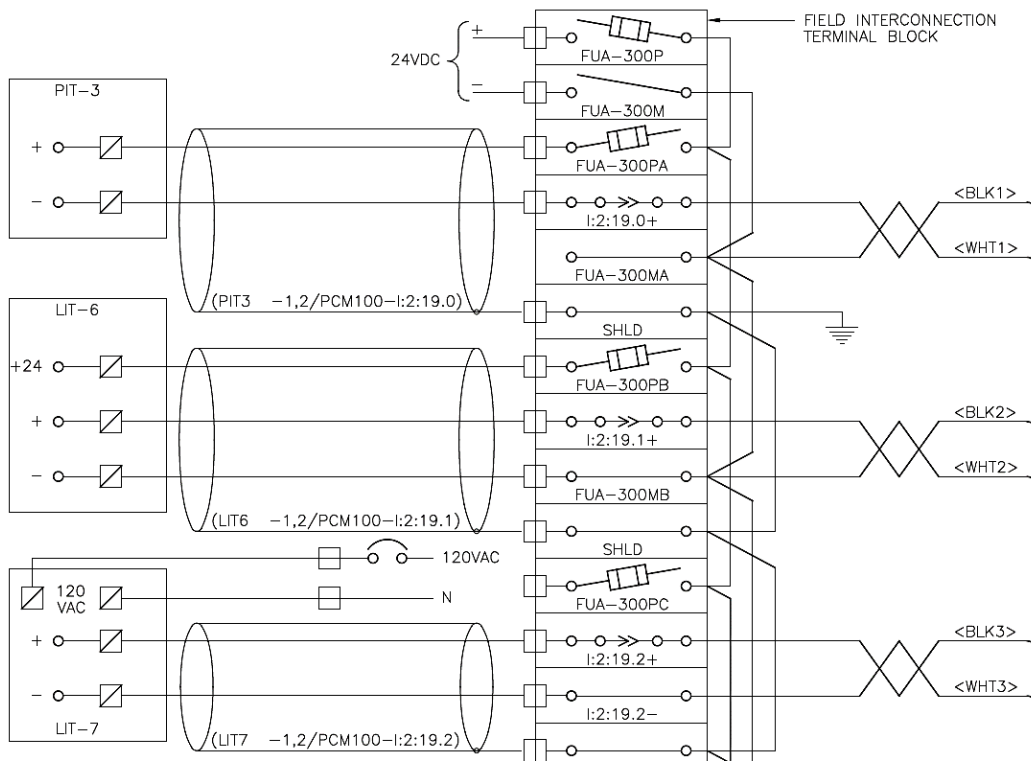 FIELD INTERCONNECTION
TERMINAL BLOCK
+
24VDC
−
FUA-300P
FUA-300M
PIT-3
+
−
FUA-300PA
I:2:19.0+
FUA-300MA
<BLK1>
<WHT1>
(PIT3 -1,2/PCM100-I:2:19.0)
SHLD
LIT-6
+24
+
−
FUA-300PB
I:2:19.1+
FUA-300MB
<BLK2>
<WHT2>
(LIT6 -1,2/PCM100-I:2:19.1)
SHLD
120VAC
N
120
VAC
+
−
LIT-7
FUA-300PC
I:2:19.2+
I:2:19.2-
<BLK3>
<WHT3>
(LIT7 -1,2/PCM100-I:2:19.2)